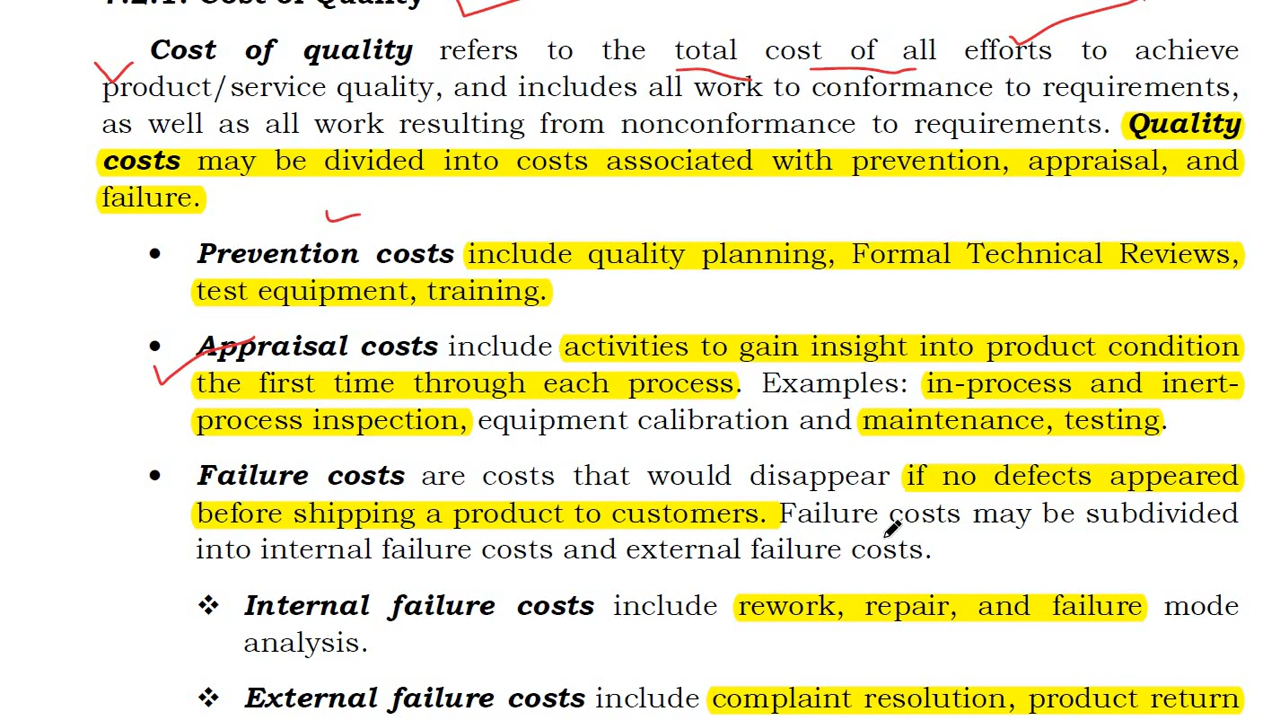 7.2.1. Cost of Quality
Cost of quality refers to the total cost of all efforts to achieve
product/service quality, and includes all work to conformance to requirements,
as well as all work resulting from nonconformance to requirements. Quality
costs may be divided into costs associated with prevention, appraisal, and
failure.
• Prevention costs include quality planning, Formal Technical Reviews,
test equipment, training.
• Appraisal costs include activities to gain insight into product condition
the first time through each process. Examples: in-process and inert-
process inspection, equipment calibration and maintenance, testing.
• Failure costs are costs that would disappear if no defects appeared
before shipping a product to customers. Failure costs may be subdivided
into internal failure costs and external failure costs.
❖ Internal failure costs include rework, repair, and failure mode
analysis.
❖ External failure costs include complaint resolution, product return